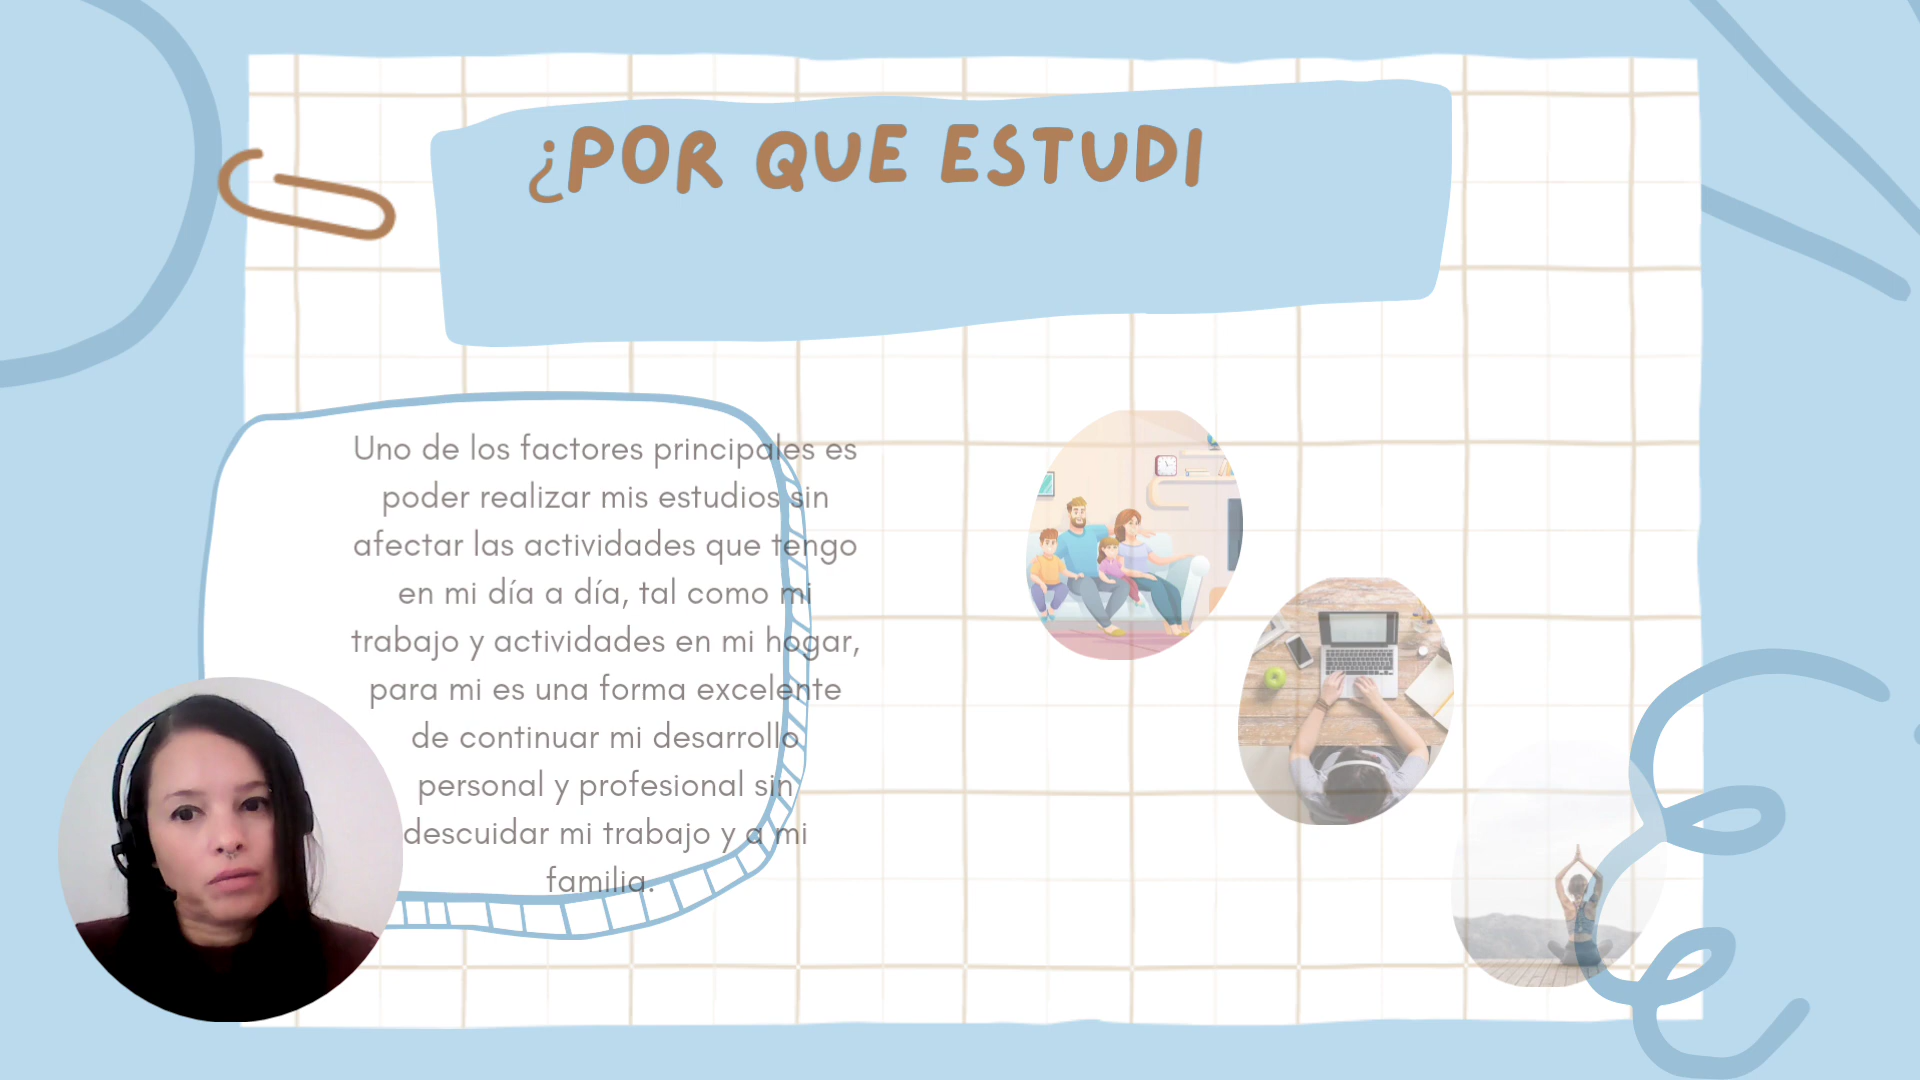 ¿POR QUE ESTUDI
Uno de los factores principales es
poder realizar mis estudios sin
afectar las actividades que tengo
en mi día a día, tal como mi
trabajo y actividades en mi hogar,
para mi es una forma excelente
de continuar mi desarrollo
personal y profesional sin
descuidar mi trabajo y a mi
familia.